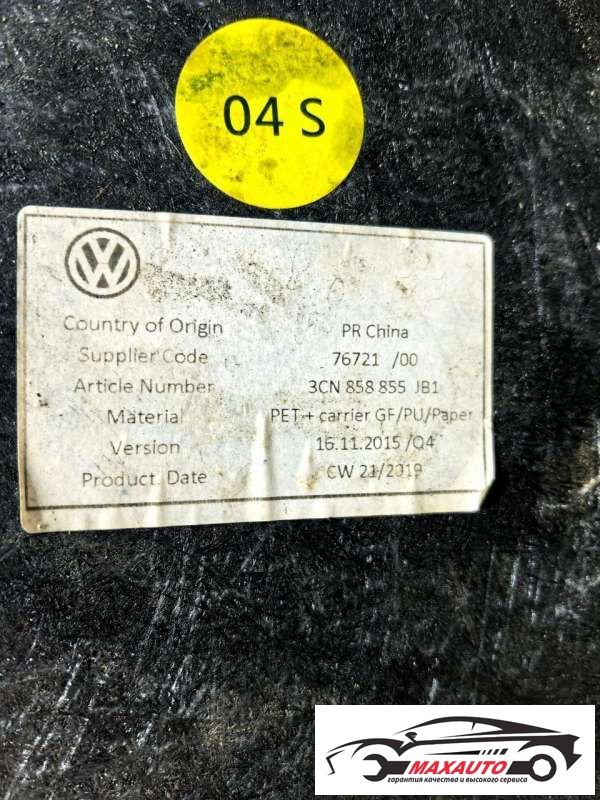 04 S
Country of Origin PR China
Supplier Code 76721 /00
Article Number 3CN 858 855 JB1
Material PET + carrier GF/PU/Paper
Version 16.11.2015 /Q4
Product. Date CW 21/2019
MAXAUTO
гарантия качества и высокого сервиса